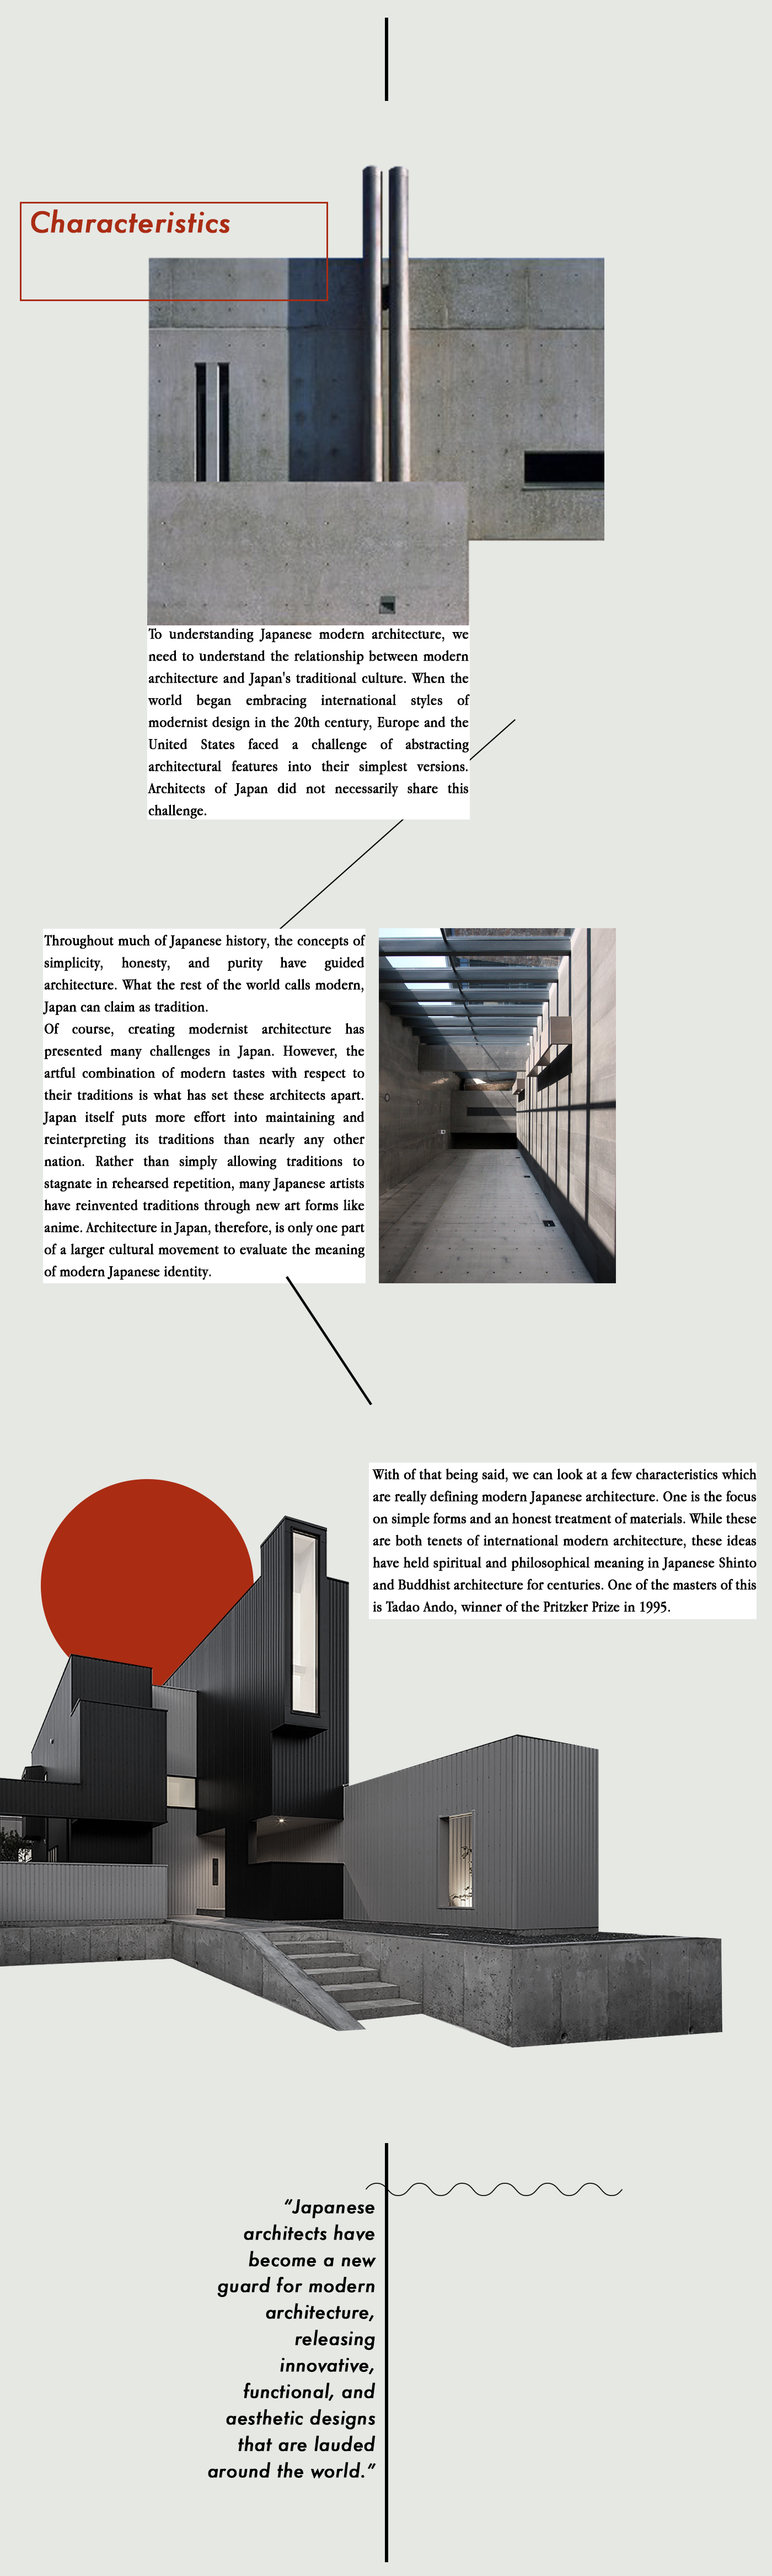 Characteristics
To understanding Japanese modern architecture, we
need to understand the relationship between modern
architecture and Japan's traditional culture. When the
world began embracing international styles of
modernist design in the 20th century, Europe and the
United States faced a challenge of abstracting
architectural features into their simplest versions.
Architects of Japan did not necessarily share this
challenge.
Throughout much of Japanese history, the concepts of
simplicity, honesty, and purity have guided
architecture. What the rest of the world calls modern,
Japan can claim as tradition.
Of course, creating modernist architecture has
presented many challenges in Japan. However, the
artful combination of modern tastes with respect to
their traditions is what has set these architects apart.
Japan itself puts more effort into maintaining and
reinterpreting its traditions than nearly any other
nation. Rather than simply allowing traditions to
stagnate in rehearsed repetition, many Japanese artists
have reinvented traditions through new art forms like
anime. Architecture in Japan, therefore, is only one part
of a larger cultural movement to evaluate the meaning
of modern Japanese identity.
With of that being said, we can look at a few characteristics which
are really defining modern Japanese architecture. One is the focus
on simple forms and an honest treatment of materials. While these
are both tenets of international modern architecture, these ideas
have held spiritual and philosophical meaning in Japanese Shinto
and Buddhist architecture for centuries. One of the masters of this
is Tadao Ando, winner of the Pritzker Prize in 1995.
“Japanese
architects have
become a new
guard for modern
architecture,
releasing
innovative,
functional, and
aesthetic designs
that are lauded
around the world.”